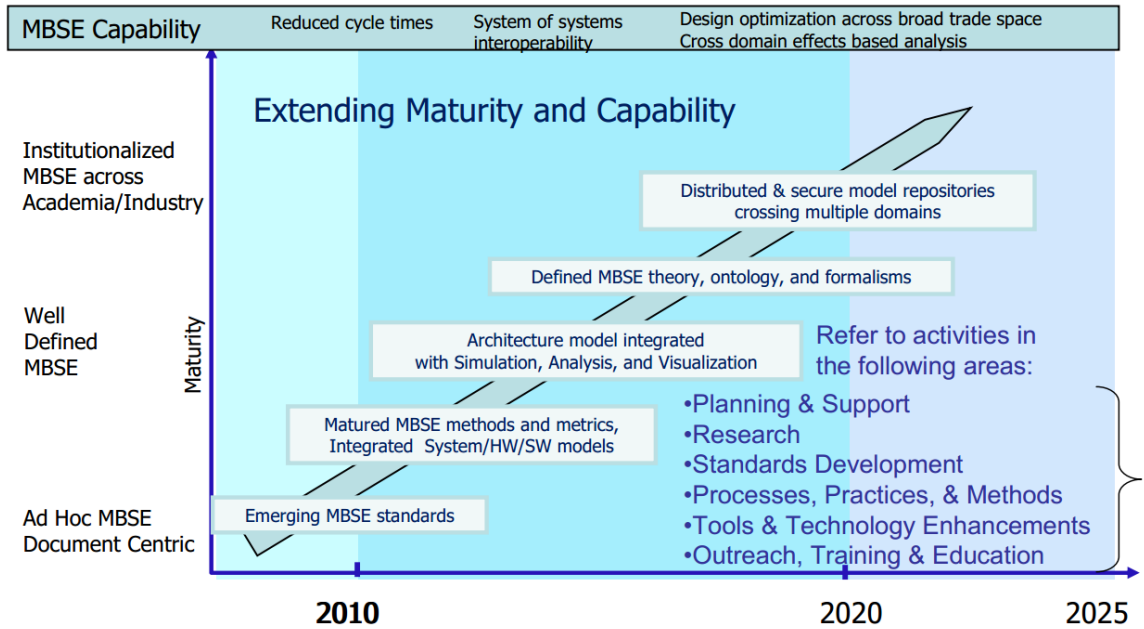 MBSE Capability
Reduced cycle times
System of systems
interoperability
Design optimization across broad trade space
Cross domain effects based analysis
Extending Maturity and Capability
Institutionalized
MBSE across
Academia/Industry
Distributed & secure model repositories
crossing multiple domains
Defined MBSE theory, ontology, and formalisms
Well
Defined
MBSE
Maturity
Architecture model integrated
with Simulation, Analysis, and Visualization
Refer to activities in
the following areas:
Matured MBSE methods and metrics,
Integrated System/HW/SW models
•Planning & Support
•Research
•Standards Development
•Processes, Practices, & Methods
•Tools & Technology Enhancements
•Outreach, Training & Education
Ad Hoc MBSE
Document Centric
Emerging MBSE standards
2010
2020
2025